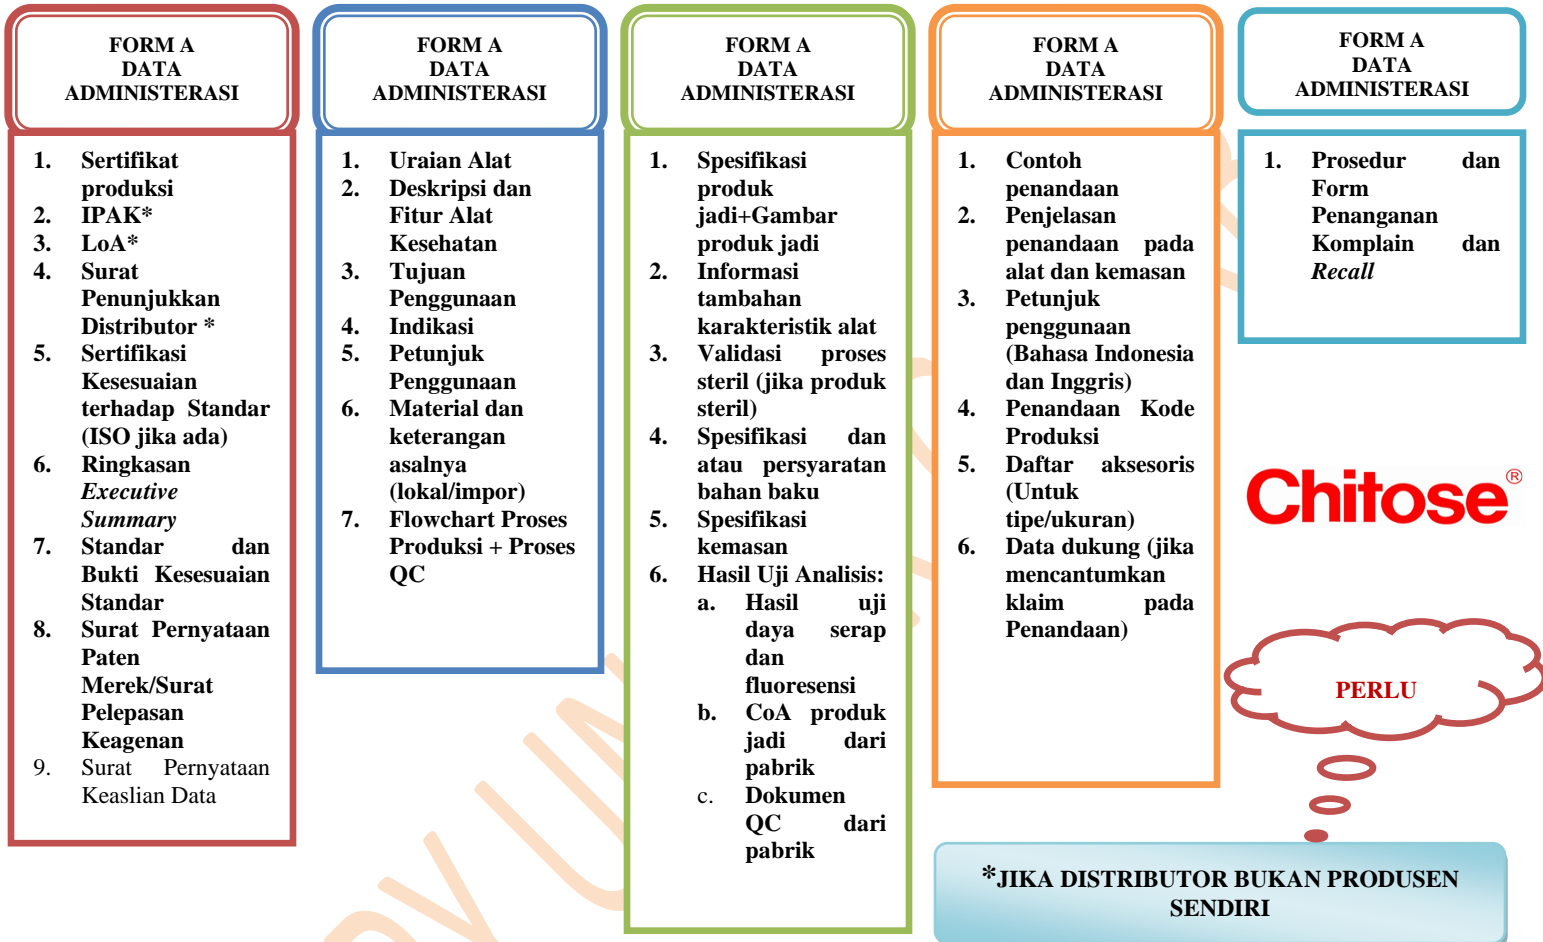 FORM A
DATA
ADMINISTERASI
1. Sertifikat
produksi
2. IPAK*
3. LoA*
4. Surat
Penunjukkan
Distributor *
5. Sertifikasi
Kesesuaian
terhadap Standar
(ISO jika ada)
6. Ringkasan
Executive
Summary
7. Standar dan
Bukti Kesesuaian
Standar
8. Surat Pernyataan
Paten
Merek/Surat
Pelepasan
Keagenan
9. Surat Pernyataan
Keaslian Data
FORM A
DATA
ADMINISTERASI
1. Uraian Alat
2. Deskripsi dan
Fitur Alat
Kesehatan
3. Tujuan
Penggunaan
4. Indikasi
5. Petunjuk
Penggunaan
6. Material dan
keterangan
asalnya
(lokal/impor)
7. Flowchart Proses
Produksi + Proses
QC
FORM A
DATA
ADMINISTERASI
1. Spesifikasi
produk
jadi+Gambar
produk jadi
2. Informasi
tambahan
karakteristik alat
3. Validasi proses
steril (jika produk
steril)
4. Spesifikasi dan
atau persyaratan
bahan baku
5. Spesifikasi
kemasan
6. Hasil Uji Analisis:
a. Hasil uji
daya serap
dan
fluoresensi
b. CoA produk
jadi dari
pabrik
c. Dokumen
QC dari
pabrik
FORM A
DATA
ADMINISTERASI
1. Contoh
penandaan
2. Penjelasan
penandaan pada
alat dan kemasan
3. Petunjuk
penggunaan
(Bahasa Indonesia
dan Inggris)
4. Penandaan Kode
Produksi
5. Daftar aksesoris
(Untuk
tipe/ukuran)
6. Data dukung (jika
mencantumkan
klaim pada
Penandaan)
FORM A
DATA
ADMINISTERASI
1. Prosedur dan
Form
Penanganan
Komplain dan
Recall
Chitose®
PERLU
*JIKA DISTRIBUTOR BUKAN PRODUSEN
SENDIRI